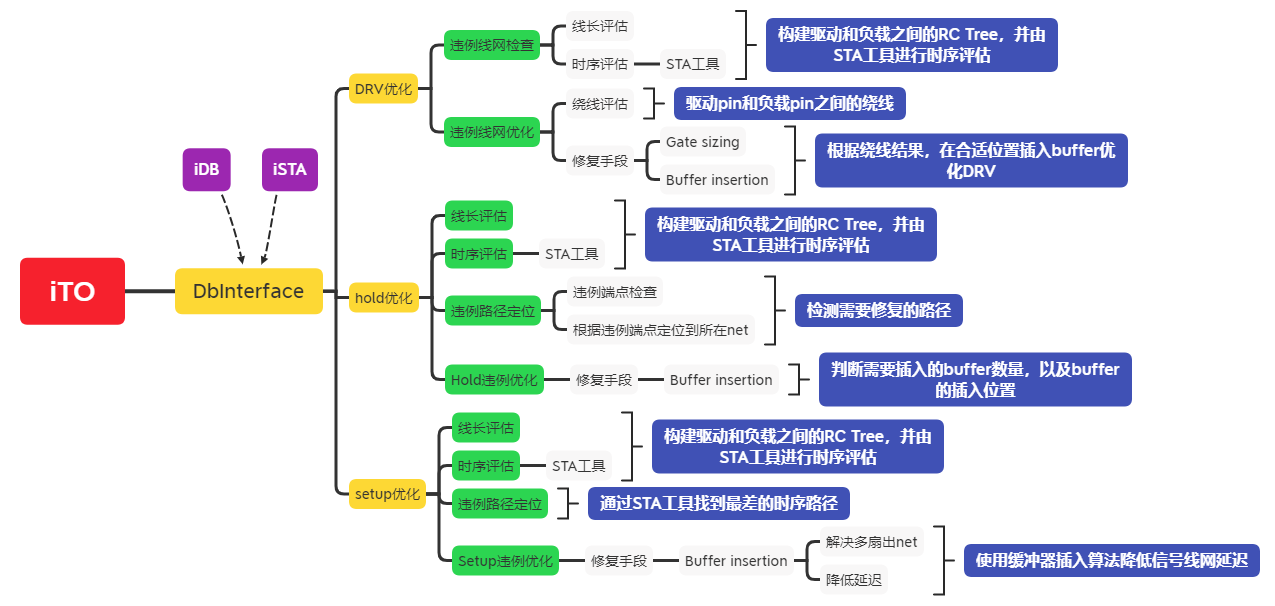 iTO
iDB
iSTA
DbInterface
DRV优化
违例线网检查
线长评估
时序评估
STA工具
构建驱动和负载之间的RC Tree，并由
STA工具进行时序评估
违例线网优化
绕线评估
驱动pin和负载pin之间的绕线
修复手段
Gate sizing
Buffer insertion
根据绕线结果，在合适位置插入buffer优
化DRV
hold优化
线长评估
时序评估
STA工具
构建驱动和负载之间的RC Tree，并由
STA工具进行时序评估
违例路径定位
违例端点检查
根据违例端点定位到所在net
检测需要修复的路径
Hold违例优化
修复手段
Buffer insertion
判断需要插入的buffer数量，以及buffer
的插入位置
setup优化
线长评估
时序评估
STA工具
构建驱动和负载之间的RC Tree，并由
STA工具进行时序评估
违例路径定位
通过STA工具找到最差的时序路径
Setup违例优化
修复手段
Buffer insertion
解决多扇出net
降低延迟
使用缓冲器插入算法降低信号线网延迟